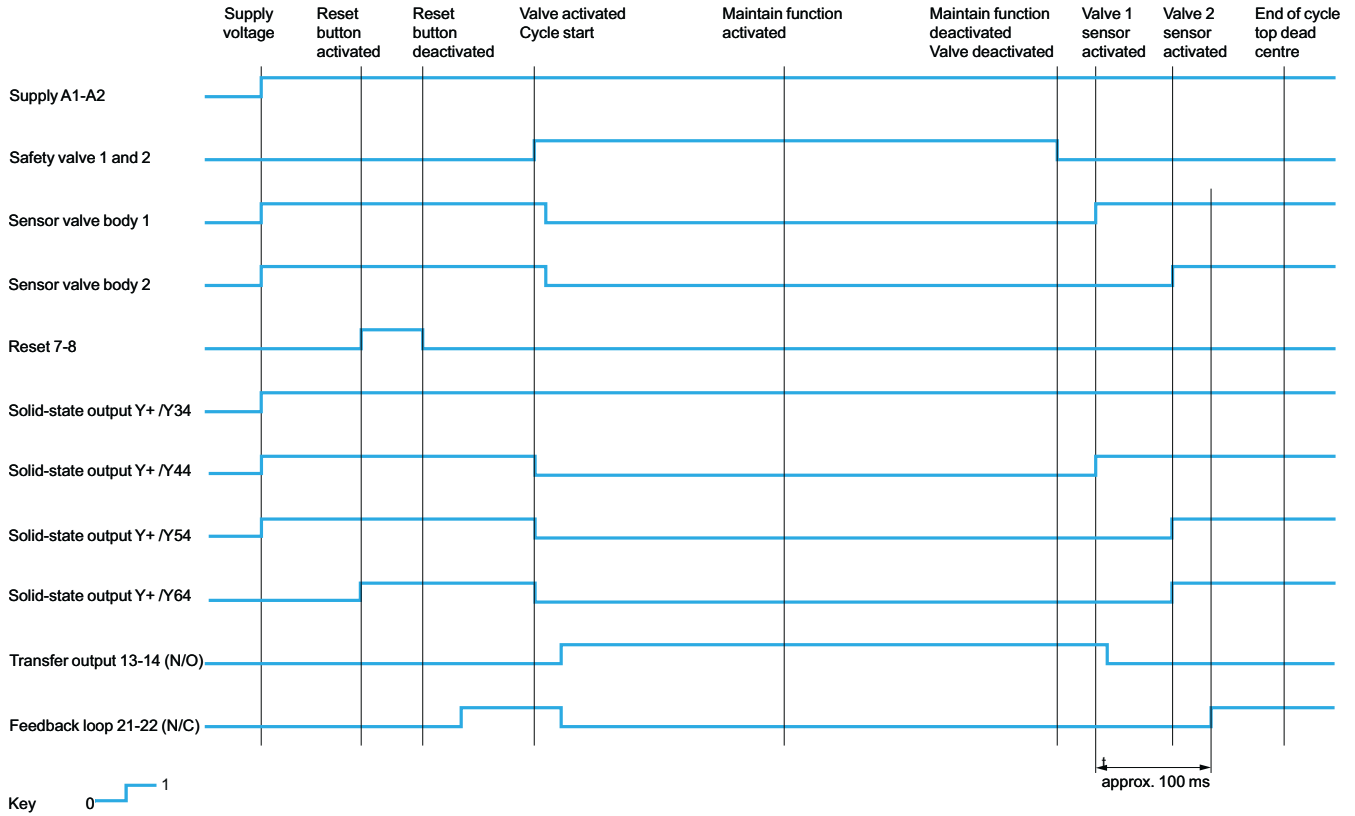 Supply
voltage
Reset
button
activated
Reset
button
deactivated
Valve activated
Cycle start
Maintain function
activated
Maintain function
deactivated
Valve deactivated
Valve 1
sensor
activated
Valve 2
sensor
activated
End of cycle
top dead
centre
Supply A1-A2
Safety valve 1 and 2
Sensor valve body 1
Sensor valve body 2
Reset 7-8
Solid-state output Y+ /Y34
Solid-state output Y+ /Y44
Solid-state output Y+ /Y54
Solid-state output Y+ /Y64
Transfer output 13-14 (N/O)
Feedback loop 21-22 (N/C)
t
approx. 100 ms
Key 0 1